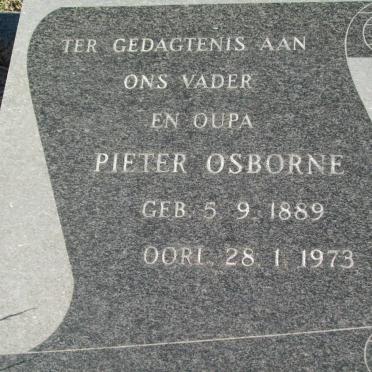 TER GEDAGTENIS AAN
ONS VADER
EN OUPA
PIETER OSBORNE
GEB. 5. 9. 1889
OORL. 28. 1. 1973